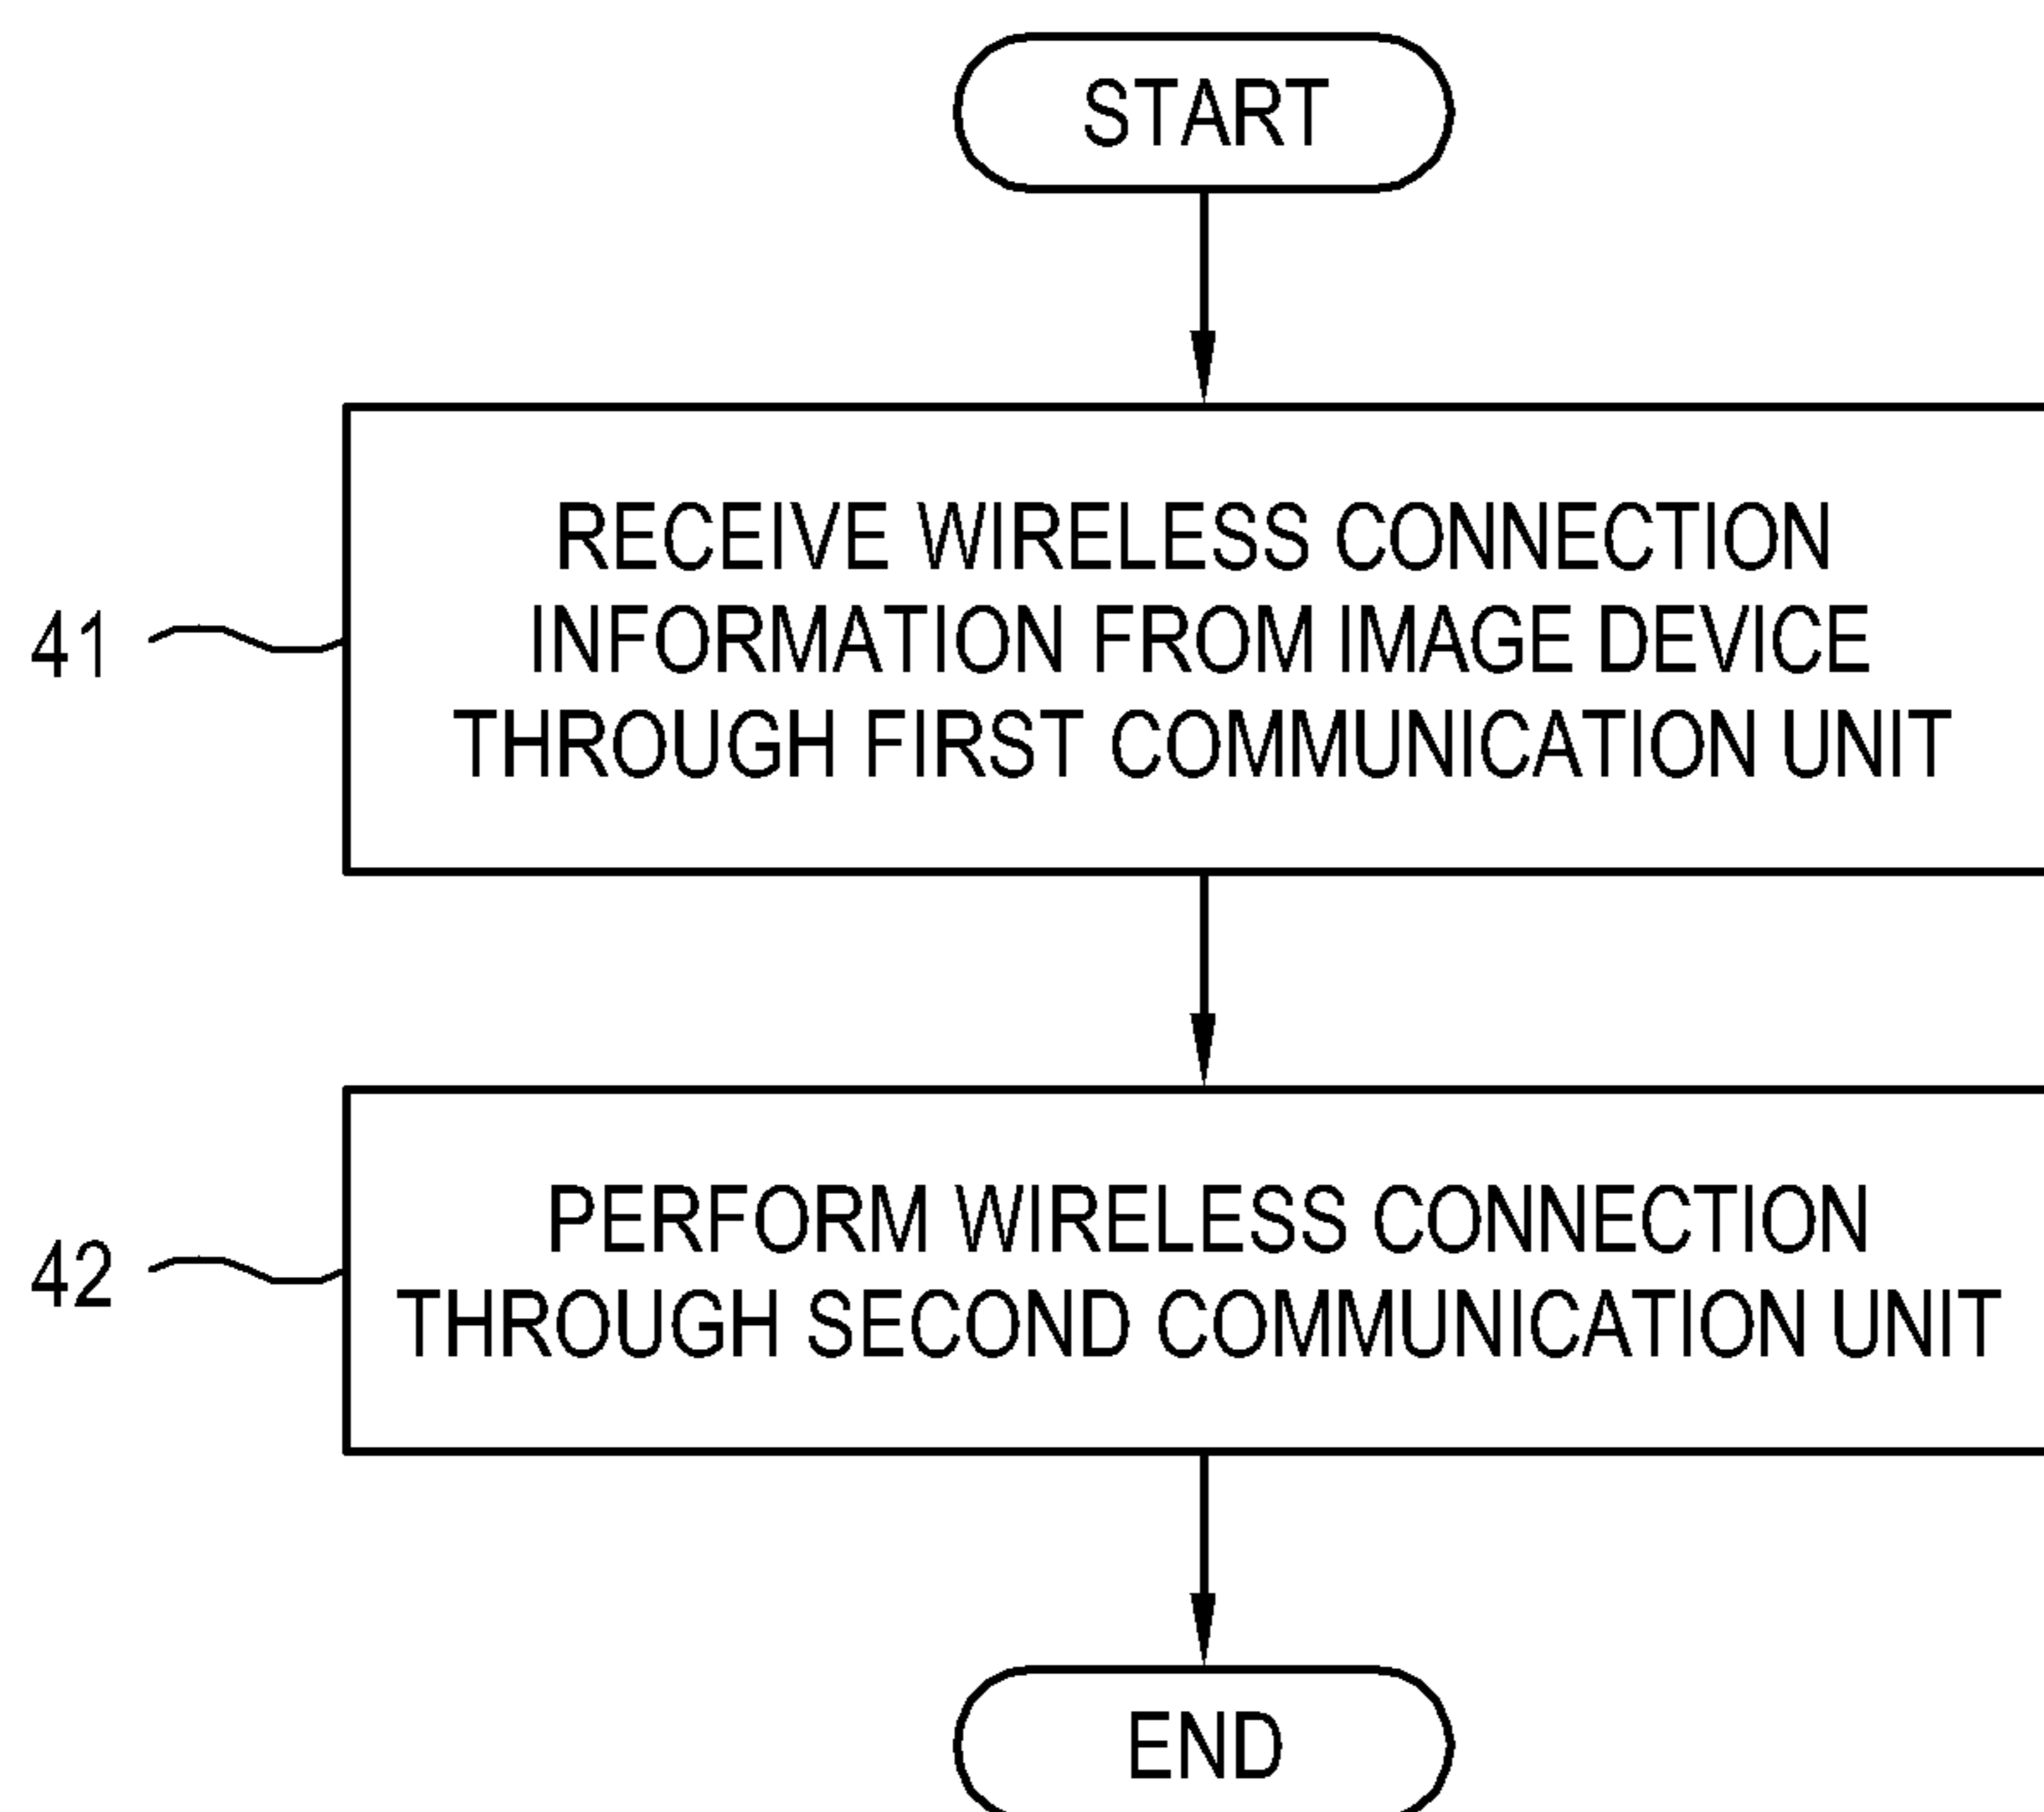 START
RECEIVE WIRELESS CONNECTION
INFORMATION FROM IMAGE DEVICE
THROUGH FIRST COMMUNICATION UNIT
41
PERFORM WIRELESS CONNECTION
THROUGH SECOND COMMUNICATION UNIT
42
END